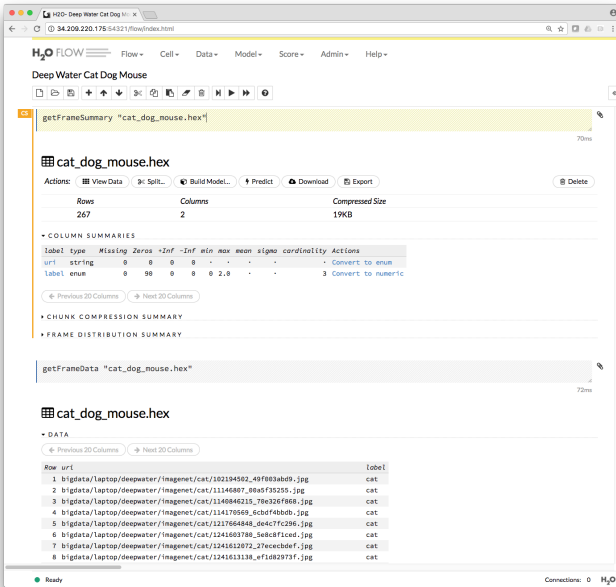 H2O- Deep Water Cat Dog Mo
34.209.220.175:54321/flow/index.html
H2O FLOW Flow Cell Data Model Score Admin Help
Deep Water Cat Dog Mouse
CS
getFrameSummary "cat_dog_mouse.hex"
70ms
cat_dog_mouse.hex
Actions: View Data Split... Build Model... Predict Download Export Delete
Rows Columns Compressed Size
267 2 19KB
COLUMN SUMMARIES
label type Missing Zeros +Inf -Inf min max mean sigma cardinality Actions
uri string 0 0 0 0 · · · · · Convert to enum
label enum 0 90 0 0 0 2.0 · · 3 Convert to numeric
← Previous 20 Columns → Next 20 Columns
CHUNK COMPRESSION SUMMARY
FRAME DISTRIBUTION SUMMARY
getFrameData "cat_dog_mouse.hex"
72ms
cat_dog_mouse.hex
DATA
← Previous 20 Columns → Next 20 Columns
Row uri label
1 bigdata/laptop/deepwater/imagenet/cat/102194502_49f003abd9.jpg cat
2 bigdata/laptop/deepwater/imagenet/cat/11146807_00a5f35255.jpg cat
3 bigdata/laptop/deepwater/imagenet/cat/1140846215_70e326f868.jpg cat
4 bigdata/laptop/deepwater/imagenet/cat/114170569_6cbdf4bbdb.jpg cat
5 bigdata/laptop/deepwater/imagenet/cat/1217664848_de4c7fc296.jpg cat
6 bigdata/laptop/deepwater/imagenet/cat/1241603780_5e8c8f1ced.jpg cat
7 bigdata/laptop/deepwater/imagenet/cat/1241612072_27ececbdef.jpg cat
8 bigdata/laptop/deepwater/imagenet/cat/1241613138_ef1d82973f.jpg cat
Ready Connections: 0 H2O